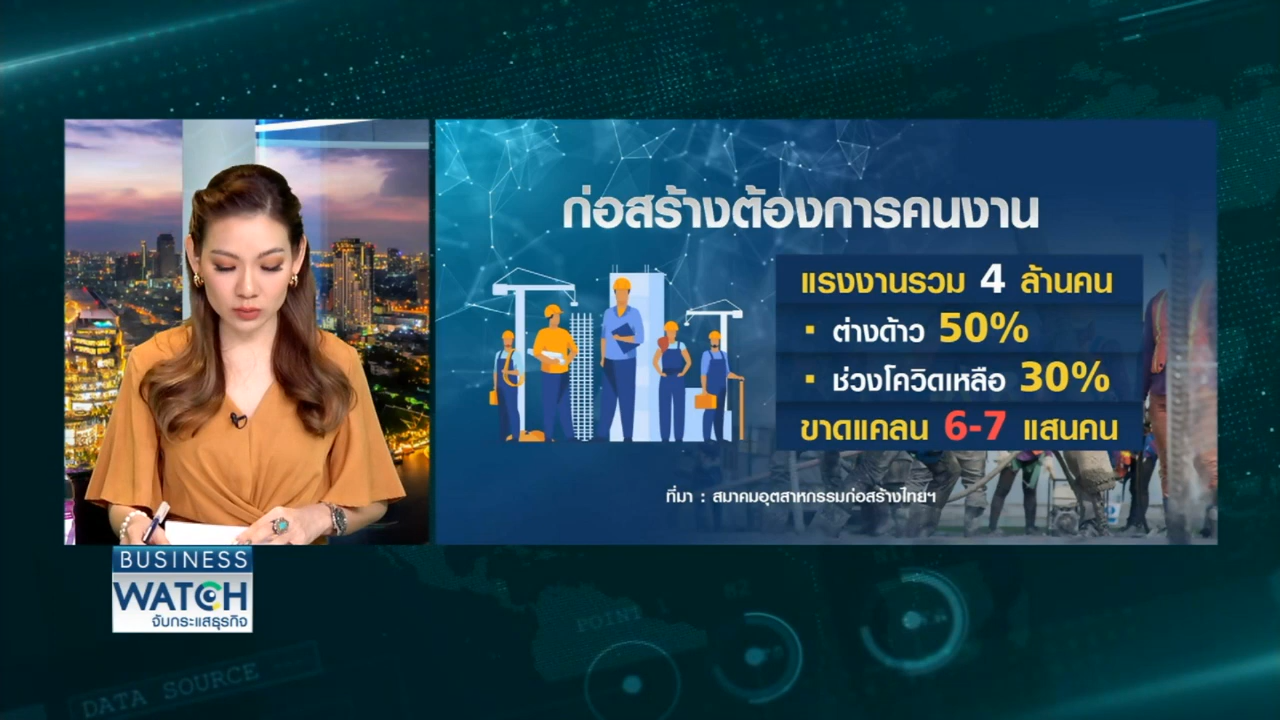 ก่อสร้างต้องการคนงาน
แรงงานรวม 4 ล้านคน
▪ ต่างด้าว 50%
▪ ช่วงโควิดเหลือ 30%
ขาดแคลน 6-7 แสนคน
ที่มา : สมาคมอุตสาหกรรมก่อสร้างไทยฯ
BUSINESS
WATCH
จับกระแสธุรกิจ
POINT
DATA SOURCE